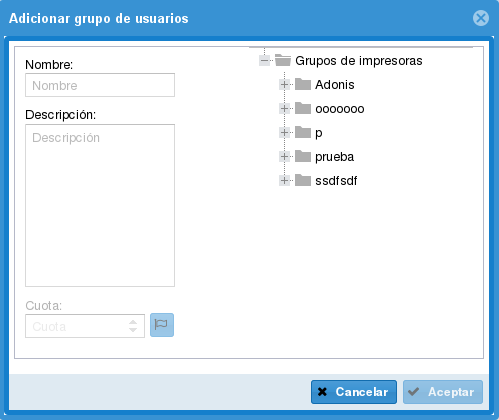 Adicionar grupo de usuarios
Nombre:
Nombre
Descripción:
Descripción
Cuota:
Cuota
Grupos de impresoras
Adonis
ooooooo
p
prueba
ssdfsdf
Cancelar
Aceptar